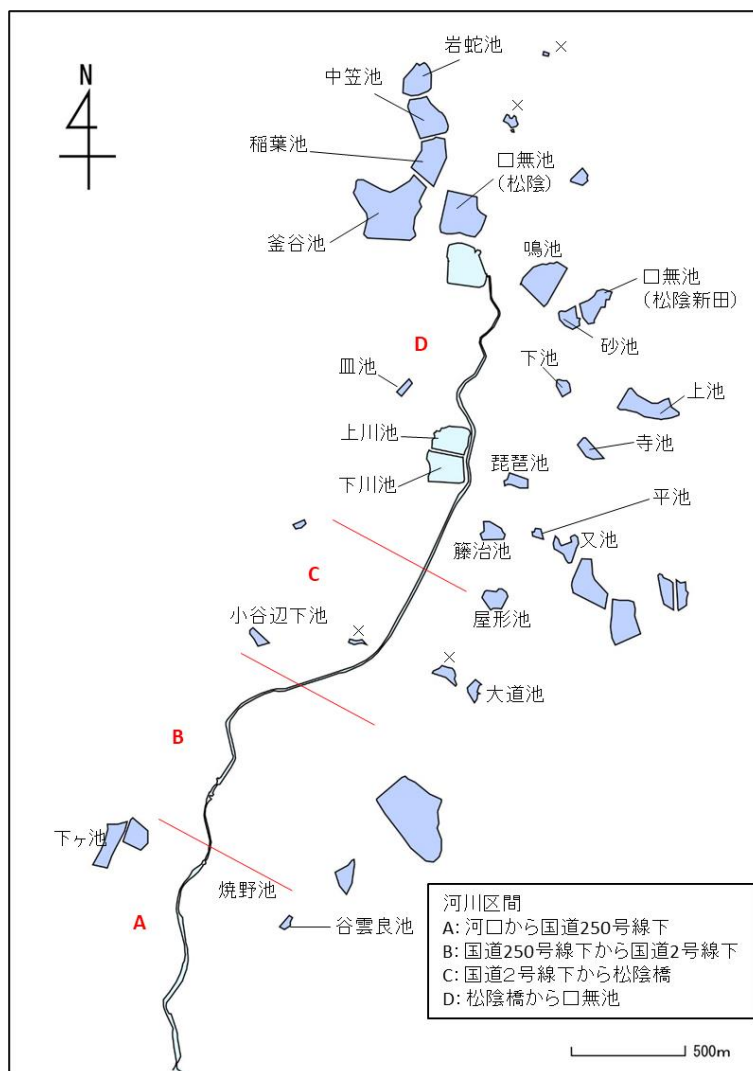 岩蛇池
×
中笠池
N
×
稲葉池
口無池
(松陰)
釜谷池
鳴池
口無池
(松陰新田)
砂池
D
下池
皿池
上池
上川池
寺池
琵琶池
下川池
平池
籐治池
又池
C
小谷辺下池
×
屋形池
×
大道池
B
下ヶ池
焼野池
A
谷雲良池
河川区間
A: 河口から国道250号線下
B: 国道250号線下から国道2号線下
C: 国道2号線下から松陰橋
D: 松陰橋から口無池
500m